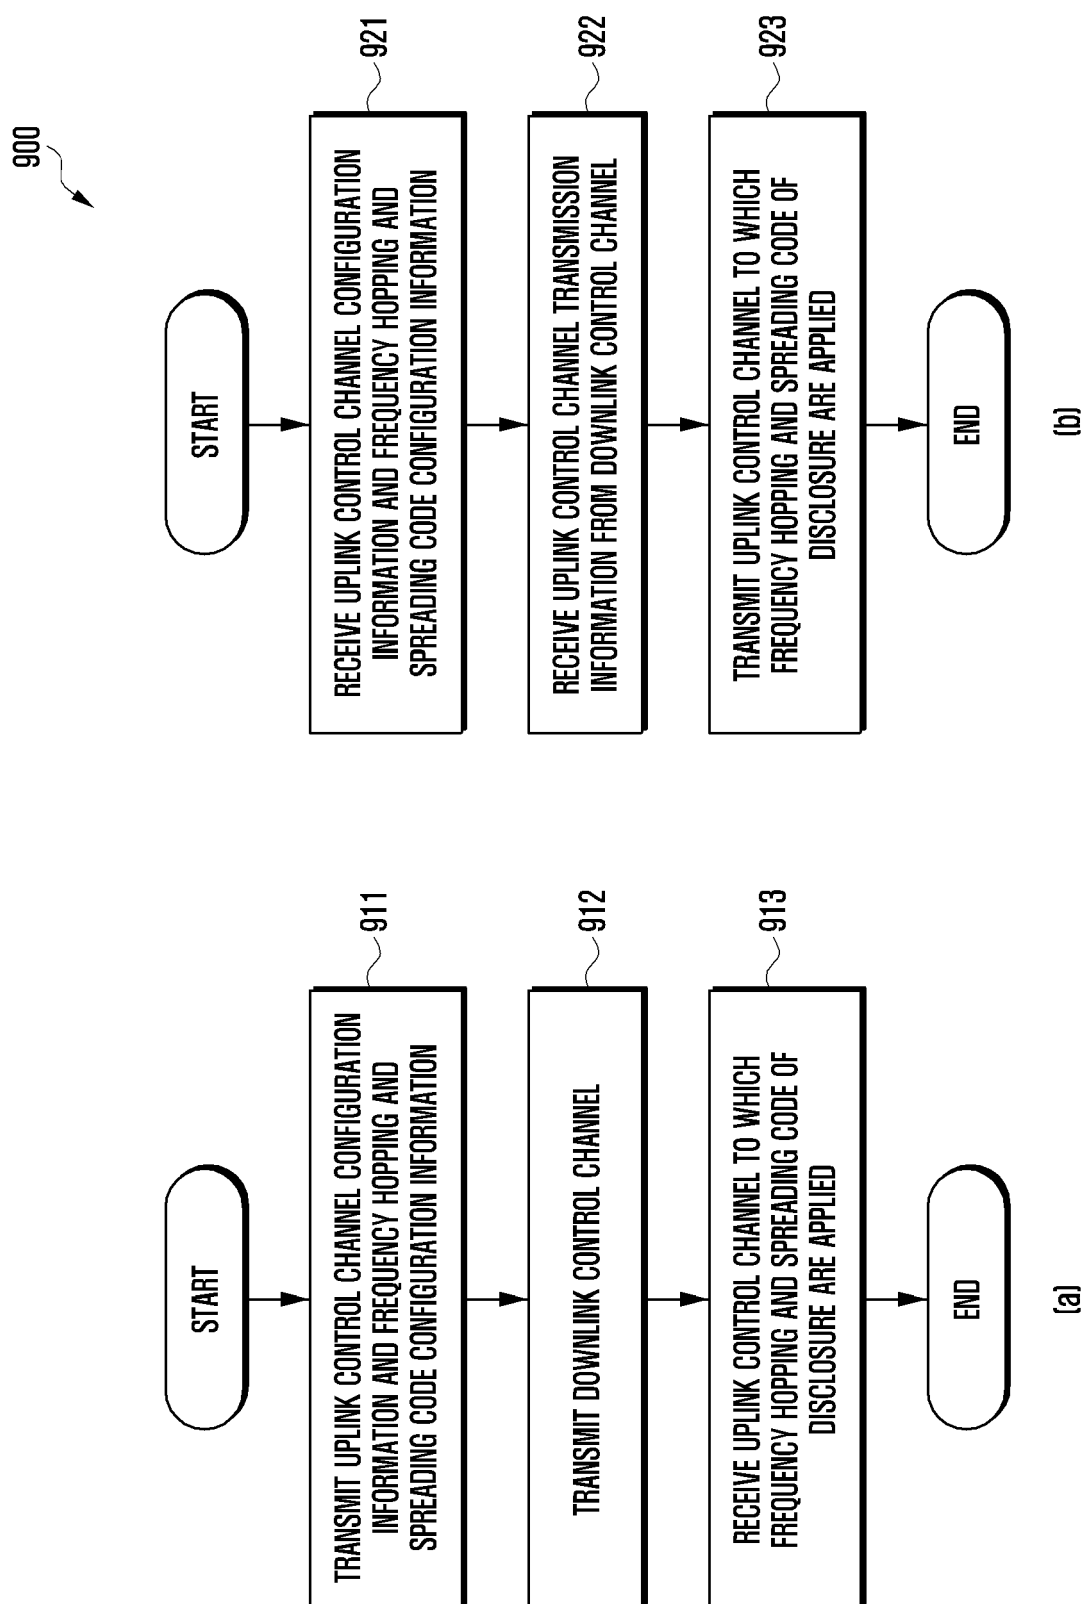 900
START
TRANSMIT UPLINK CONTROL CHANNEL CONFIGURATION
INFORMATION AND FREQUENCY HOPPING AND
SPREADING CODE CONFIGURATION INFORMATION
911
TRANSMIT DOWNLINK CONTROL CHANNEL
912
RECEIVE UPLINK CONTROL CHANNEL TO WHICH
FREQUENCY HOPPING AND SPREADING CODE OF
DISCLOSURE ARE APPLIED
913
END
(a)
START
RECEIVE UPLINK CONTROL CHANNEL CONFIGURATION
INFORMATION AND FREQUENCY HOPPING AND
SPREADING CODE CONFIGURATION INFORMATION
921
RECEIVE UPLINK CONTROL CHANNEL TRANSMISSION
INFORMATION FROM DOWNLINK CONTROL CHANNEL
922
TRANSMIT UPLINK CONTROL CHANNEL TO WHICH
FREQUENCY HOPPING AND SPREADING CODE OF
DISCLOSURE ARE APPLIED
923
END
(b)